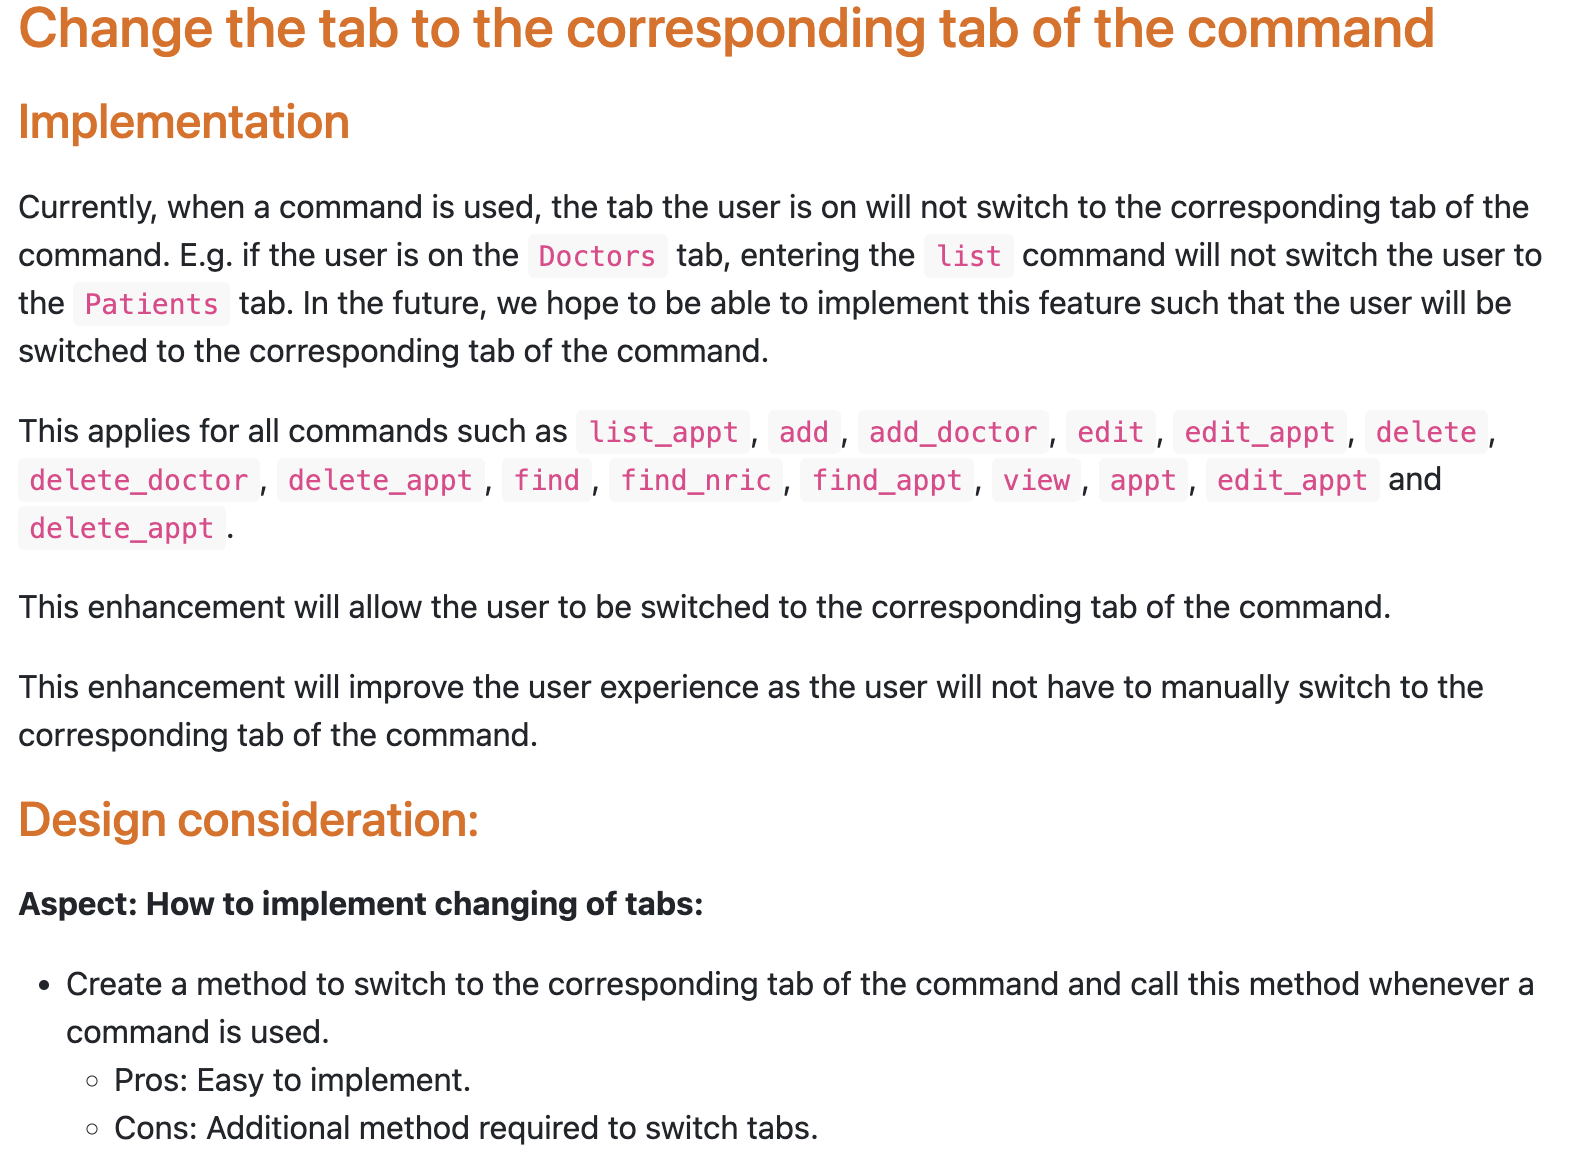 Change the tab to the corresponding tab of the command
Implementation
Currently, when a command is used, the tab the user is on will not switch to the corresponding tab of the
command. E.g. if the user is on the Doctors tab, entering the list command will not switch the user to
the Patients tab. In the future, we hope to be able to implement this feature such that the user will be
switched to the corresponding tab of the command.
This applies for all commands such as list_appt, add, add_doctor, edit, edit_appt, delete,
delete_doctor, delete_appt, find, find_nric, find_appt, view, appt, edit_appt and
delete_appt.
This enhancement will allow the user to be switched to the corresponding tab of the command.
This enhancement will improve the user experience as the user will not have to manually switch to the
corresponding tab of the command.
Design consideration:
Aspect: How to implement changing of tabs:
• Create a method to switch to the corresponding tab of the command and call this method whenever a
command is used.
◦ Pros: Easy to implement.
◦ Cons: Additional method required to switch tabs.